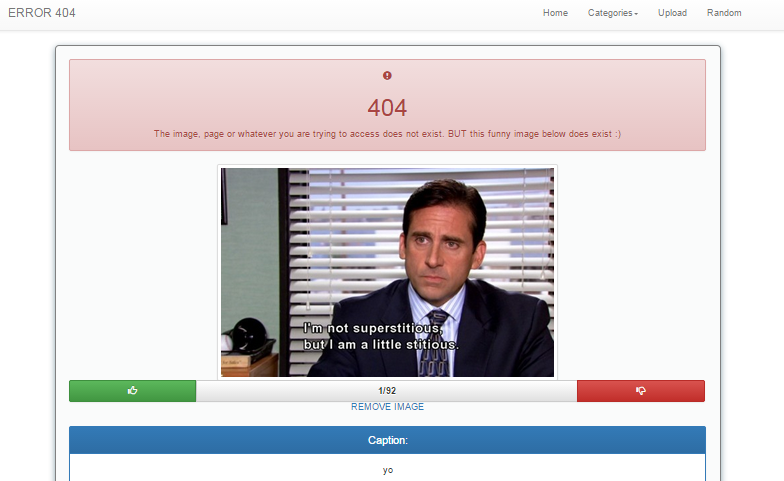 ERROR 404
Home Categories Upload Random
404
The image, page or whatever you are trying to access does not exist. BUT this funny image below does exist :)
I'm not superstitious,
but I am a little stitious.
1/92
REMOVE IMAGE
Caption:
yo